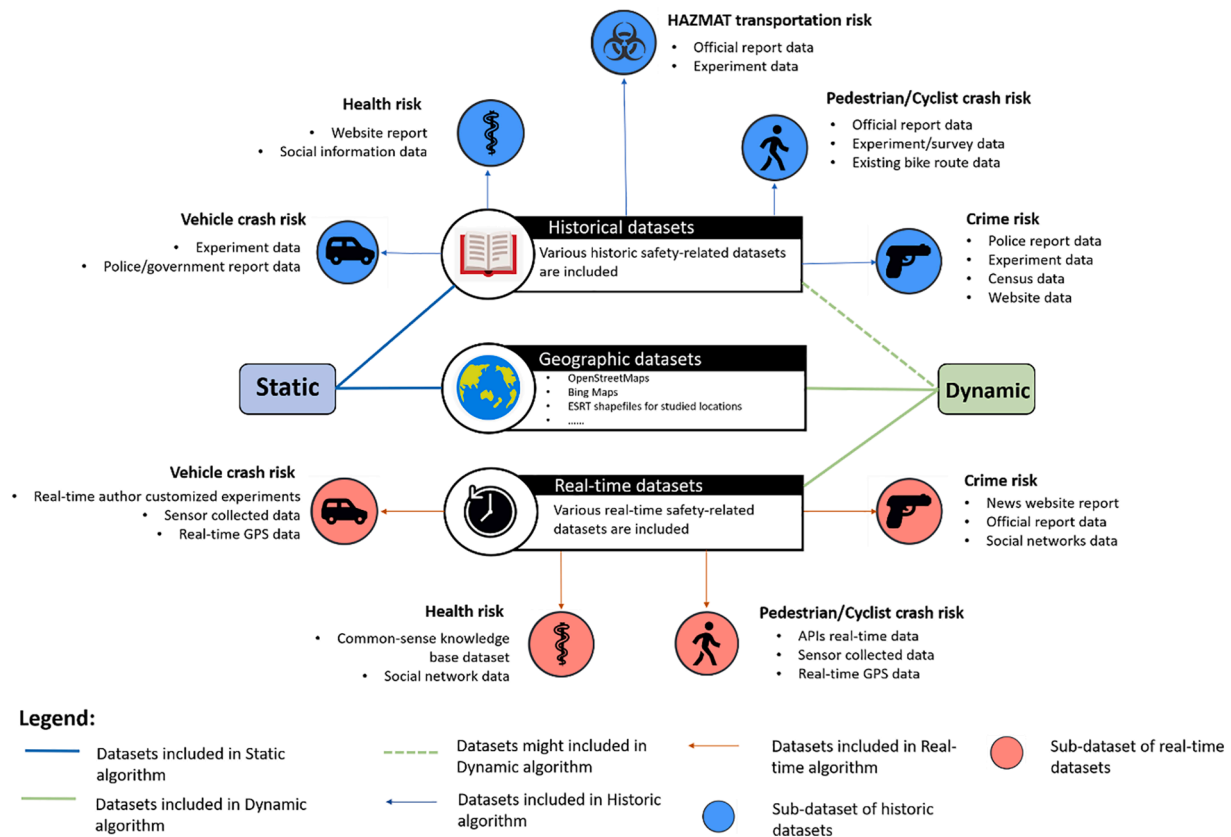 HAZMAT transportation risk
• Official report data
• Experiment data
Health risk
• Website report
• Social information data
Pedestrian/Cyclist crash risk
• Official report data
• Experiment/survey data
• Existing bike route data
Vehicle crash risk
• Experiment data
• Police/government report data
Historical datasets
Various historic safety-related datasets
are included
Crime risk
• Police report data
• Experiment data
• Census data
• Website data
Static
Geographic datasets
• OpenStreetMaps
• Bing Maps
• ESRT shapefiles for studied locations
• ......
Dynamic
Vehicle crash risk
• Real-time author customized experiments
• Sensor collected data
• Real-time GPS data
Real-time datasets
Various real-time safety-related
datasets are included
Crime risk
• News website report
• Official report data
• Social networks data
Health risk
• Common-sense knowledge
base dataset
• Social network data
Pedestrian/Cyclist crash risk
• APIs real-time data
• Sensor collected data
• Real-time GPS data
Legend:
Datasets included in Static
algorithm
Datasets might included in
Dynamic algorithm
Datasets included in Real-
time algorithm
Sub-dataset of real-time
datasets
Datasets included in Dynamic
algorithm
Datasets included in Historic
algorithm
Sub-dataset of historic
datasets